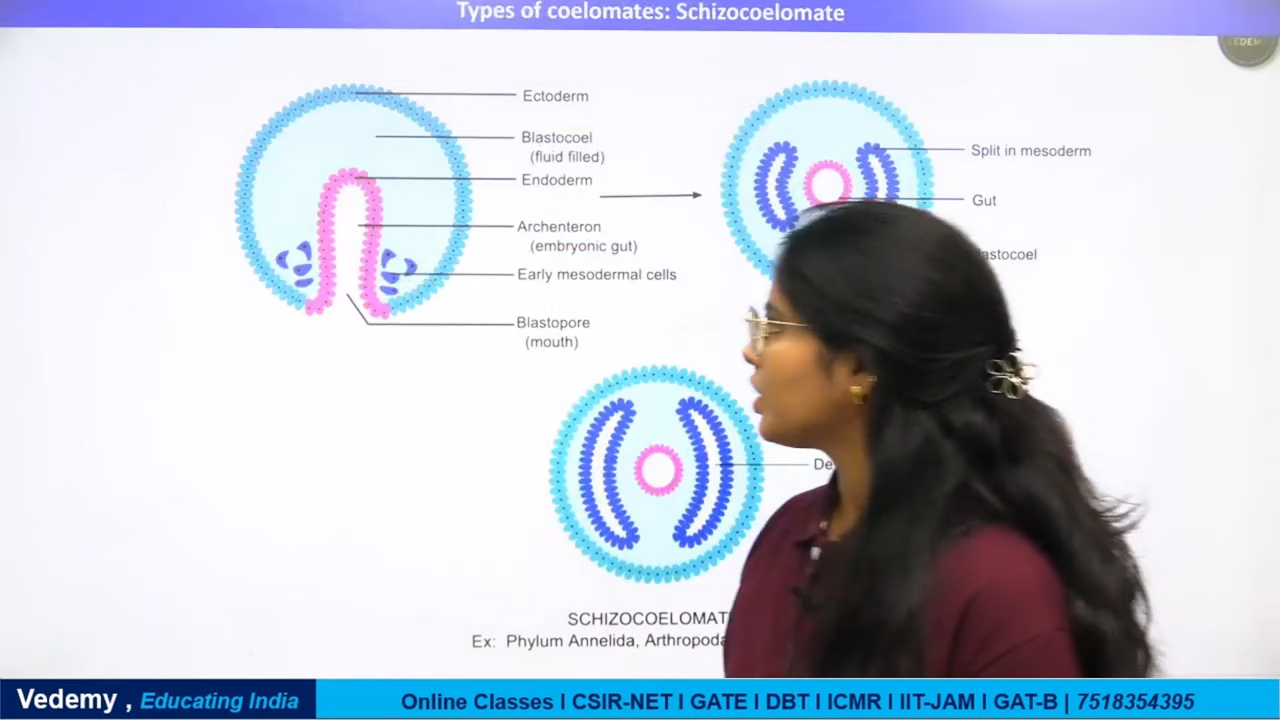 Types of coelomates: Schizocoelomate
Ectoderm
Blastocoel
(fluid filled)
Endoderm
Archenteron
(embryonic gut)
Early mesodermal cells
Blastopore
(mouth)
Split in mesoderm
Gut
SCHIZOCOELOMAT
Ex: Phylum Annelida, Arthropoda
Vedemy , Educating India
Online Classes I CSIR-NET I GATE I DBT I ICMR I IIT-JAM I GAT-B | 7518354395